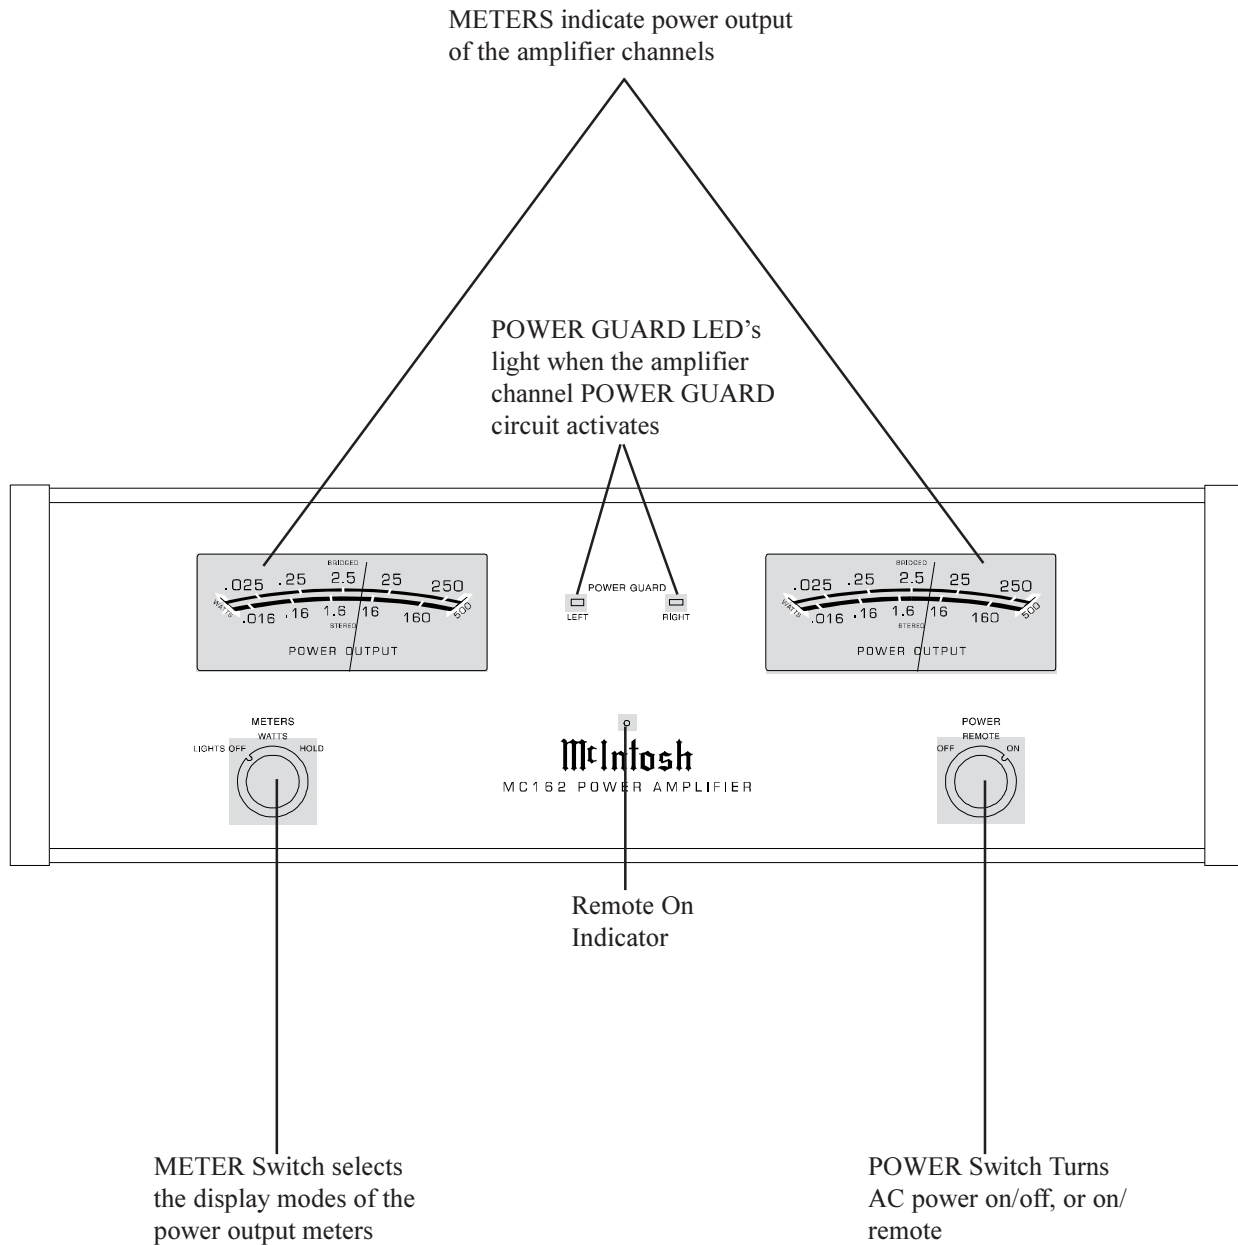 METERS indicate power output
of the amplifier channels
POWER GUARD LED’s
light when the amplifier
channel POWER GUARD
circuit activates
BRIDGED
.025 .25 2.5 25 250
WATTS 500
.016 .16 1.6 16 160
STEREO
POWER OUTPUT
POWER GUARD
LEFT RIGHT
BRIDGED
.025 .25 2.5 25 250
WATTS 500
.016 .16 1.6 16 160
STEREO
POWER OUTPUT
METERS
WATTS
LIGHTS OFF HOLD
McIntosh
MC162 POWER AMPLIFIER
POWER
REMOTE
OFF ON
Remote On
Indicator
METER Switch selects
the display modes of the
power output meters
POWER Switch Turns
AC power on/off, or on/
remote